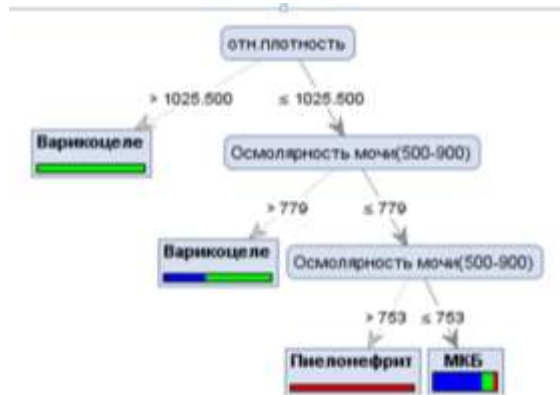 отн.плотность
> 1025.500
≤ 1025.500
Варикоцеле
Осмолярность мочи(500-900)
> 779
≤ 779
Варикоцеле
Осмолярность мочи(500-900)
> 753
≤ 753
Пиелонефрит
МКБ